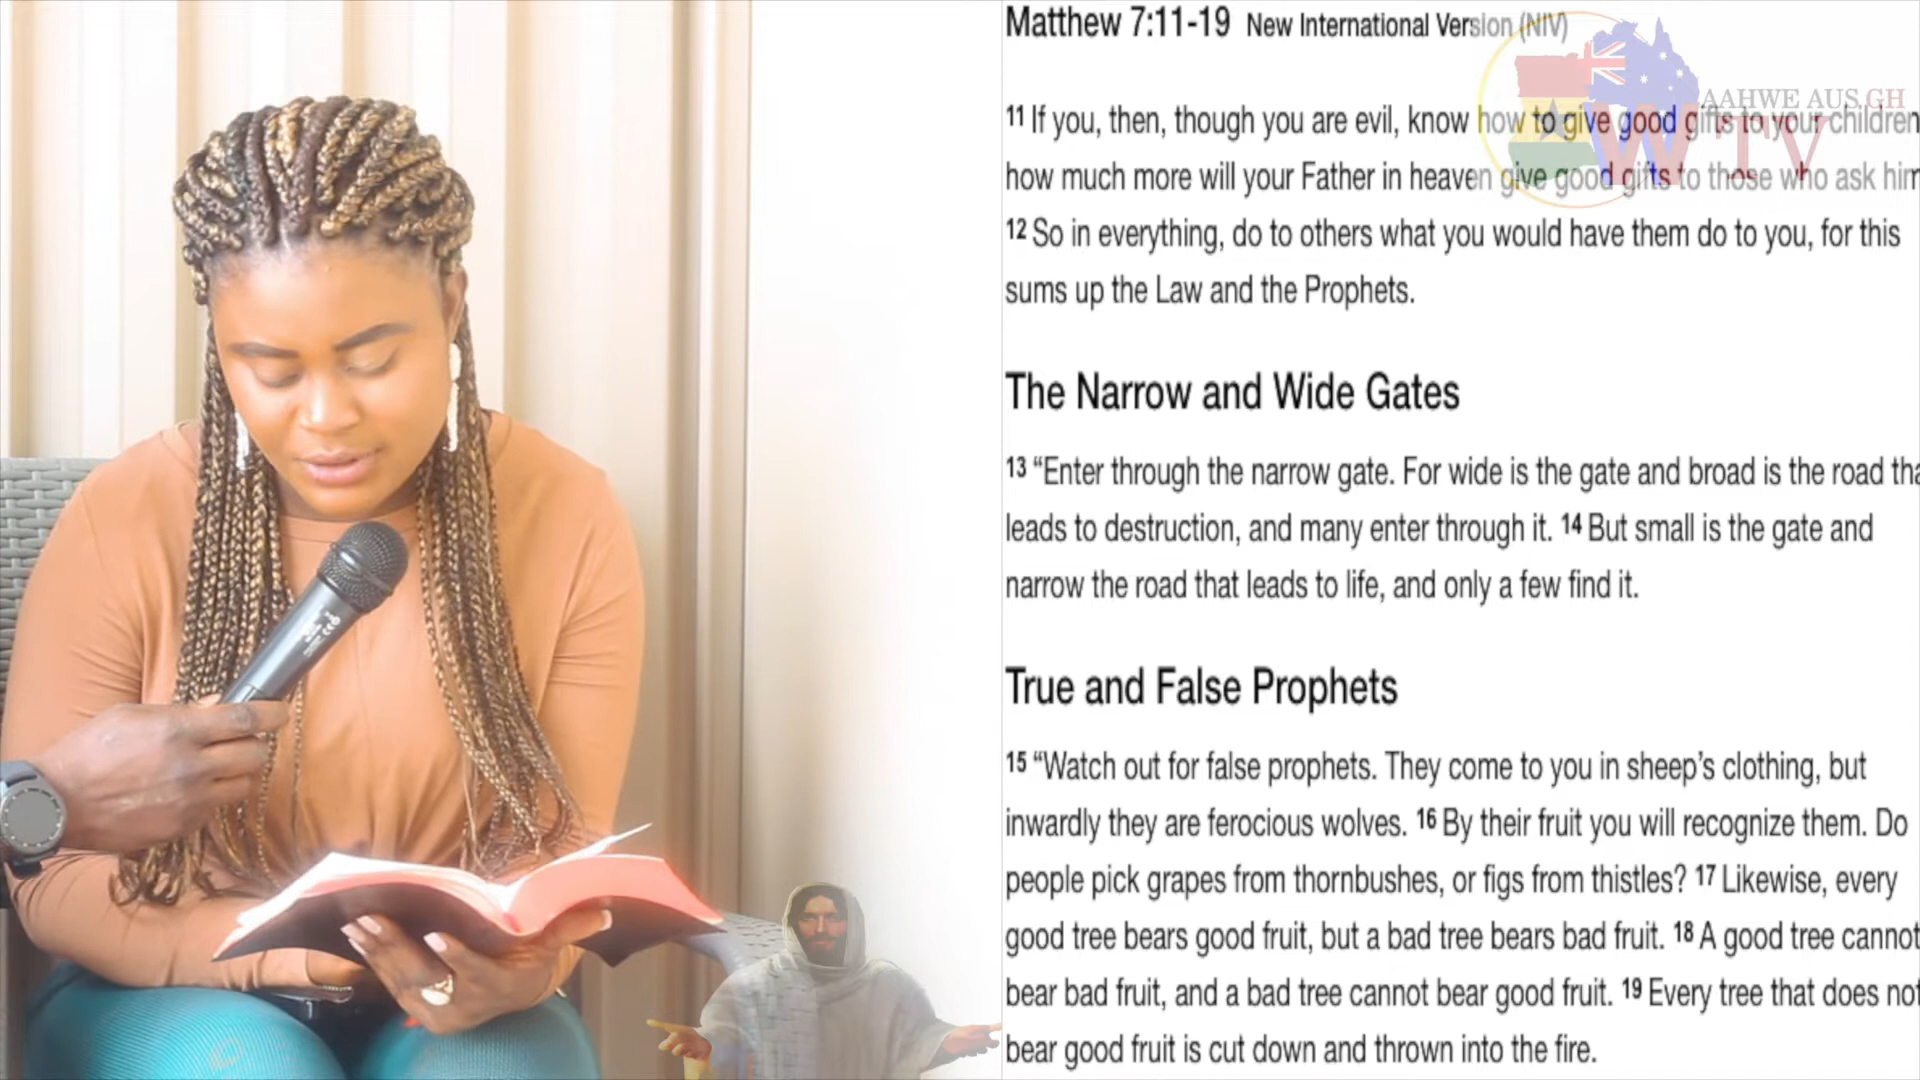 Matthew 7:11-19 New International Version (NIV)
AAHWE AUS.GH
W TV
11 If you, then, though you are evil, know how to give good gifts to your children
how much more will your Father in heaven give good gifts to those who ask him
12 So in everything, do to others what you would have them do to you, for this
sums up the Law and the Prophets.
The Narrow and Wide Gates
13 “Enter through the narrow gate. For wide is the gate and broad is the road tha
leads to destruction, and many enter through it. 14 But small is the gate and
narrow the road that leads to life, and only a few find it.
True and False Prophets
15 “Watch out for false prophets. They come to you in sheep’s clothing, but
inwardly they are ferocious wolves. 16 By their fruit you will recognize them. Do
people pick grapes from thornbushes, or figs from thistles? 17 Likewise, every
good tree bears good fruit, but a bad tree bears bad fruit. 18 A good tree cannot
bear bad fruit, and a bad tree cannot bear good fruit. 19 Every tree that does not
bear good fruit is cut down and thrown into the fire.